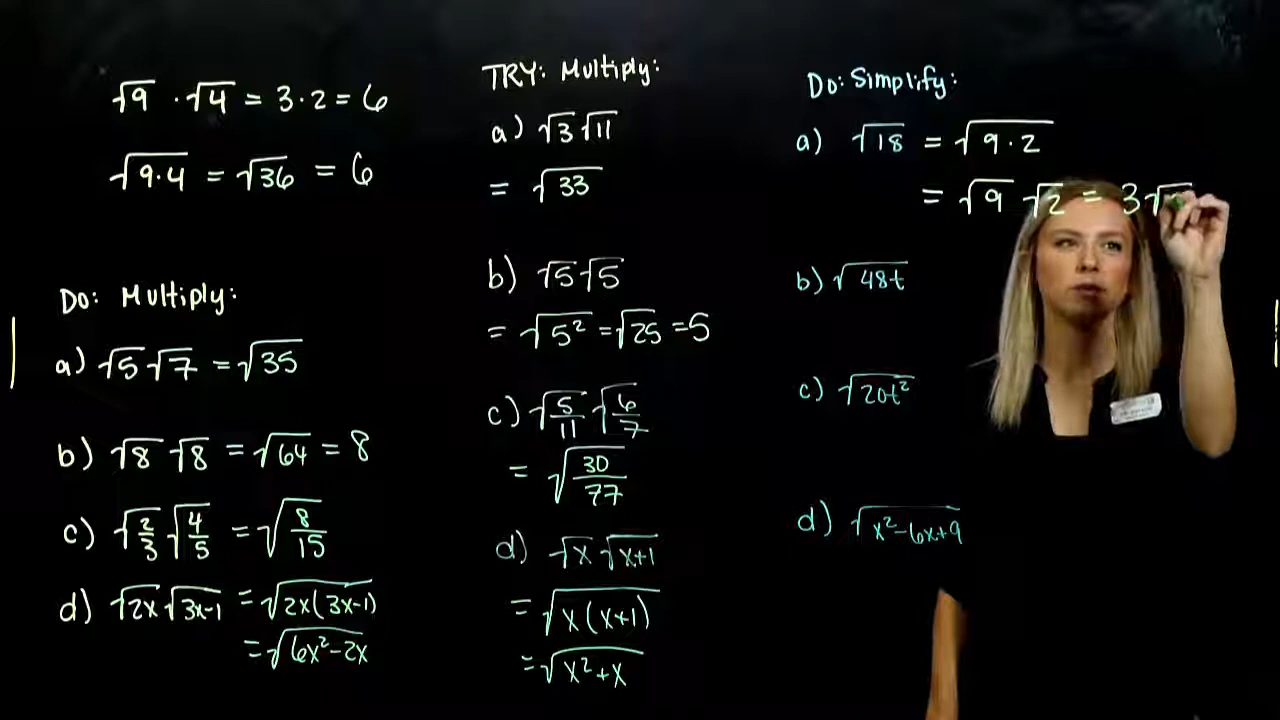 √9 · √4 = 3 · 2 = 6
√9·4 = √36 = 6
Do: Multiply:
a) √5 √7 = √35
b) √8 √8 = √64 = 8
c) √2/3 √4/5 = √8/15
d) √2x √3x-1 = √2x(3x-1)
= √6x²-2x
TRY: Multiply:
a) √3 √11
= √33
b) √5 √5
= √5² = √25 = 5
c) √5/11 √6/7
= √30/77
d) √x √x+1
= √x(x+1)
= √x²+x
Do: Simplify:
a) √18 = √9·2
= √9 √2 = 3√
b) √48t
c) √20t²
d) √x²-6x+9